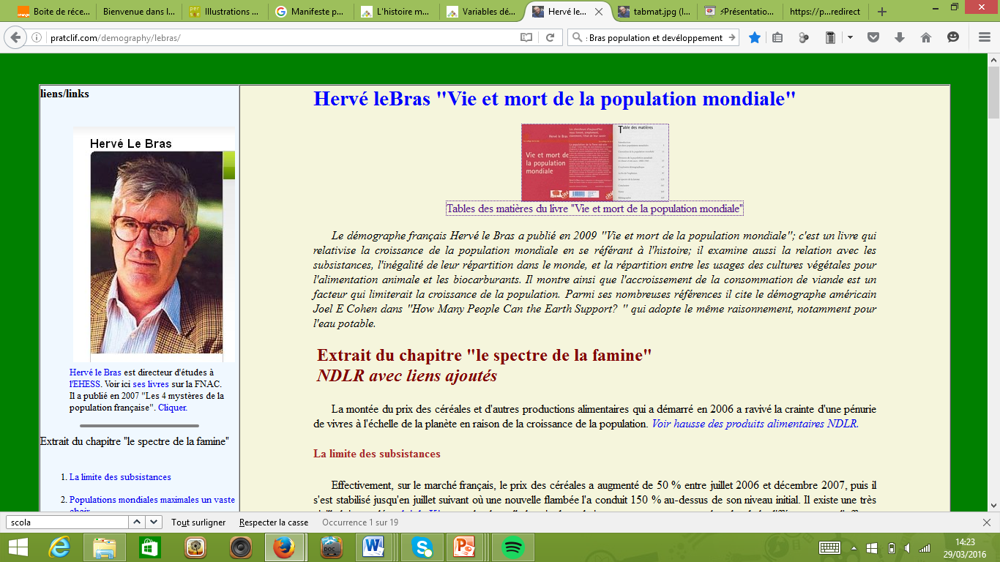 Boite de réce...
Bienvenue dans l...
Illustrations ...
Manifeste p...
L'histoire m...
Variables dé...
Hervé le...
tabmat.jpg (I...
⚡Présentatio...
https://p...redirect
pratclif.com/demography/lebras/
: Bras population et devéloppement
liens/links
Hervé Le Bras
Hervé le Bras est directeur d'études à
l'EHESS. Voir ici ses livres sur la FNAC.
Il a publié en 2007 "Les 4 mystères de la
population française". Cliquer.
Extrait du chapitre "le spectre de la famine"
1. La limite des subsistances
2. Populations mondiales maximales un vaste
choix
Hervé leBras "Vie et mort de la population mondiale"
Hervé Le Bras
Vie et mort de
la population
mondiale
Table des matières
Tables des matières du livre "Vie et mort de la population mondiale"
Le démographe français Hervé le Bras a publié en 2009 "Vie et mort de la population mondiale"; c'est un livre qui
relativise la croissance de la population mondiale en se référant à l'histoire; il examine aussi la relation avec les
subsistances, l'inégalité de leur répartition dans le monde, et la répartition entre les usages des cultures végétales pour
l'alimentation animale et les biocarburants. Il montre ainsi que l'accroissement de la consommation de viande est un
facteur qui limiterait la croissance de la population. Parmi ses nombreuses références il cite le démographe américain
Joel E Cohen dans "How Many People Can the Earth Support? " qui adopte le même raisonnement, notamment pour
l'eau potable.
Extrait du chapitre "le spectre de la famine"
NDLR avec liens ajoutés
La montée du prix des céréales et d'autres productions alimentaires qui a démarré en 2006 a ravivé la crainte d'une pénurie
de vivres à l'échelle de la planète en raison de la croissance de la population. Voir hausse des produits alimentaires NDLR.
La limite des subsistances
Effectivement, sur le marché français, le prix des céréales a augmenté de 50 % entre juillet 2006 et décembre 2007, puis il
s'est stabilisé jusqu'en juillet suivant où une nouvelle flambée l'a conduit 150 % au-dessus de son niveau initial. Il existe une très
scola
Tout surligner
Respecter la casse
Occurrence 1 sur 19
14:23
29/03/2016